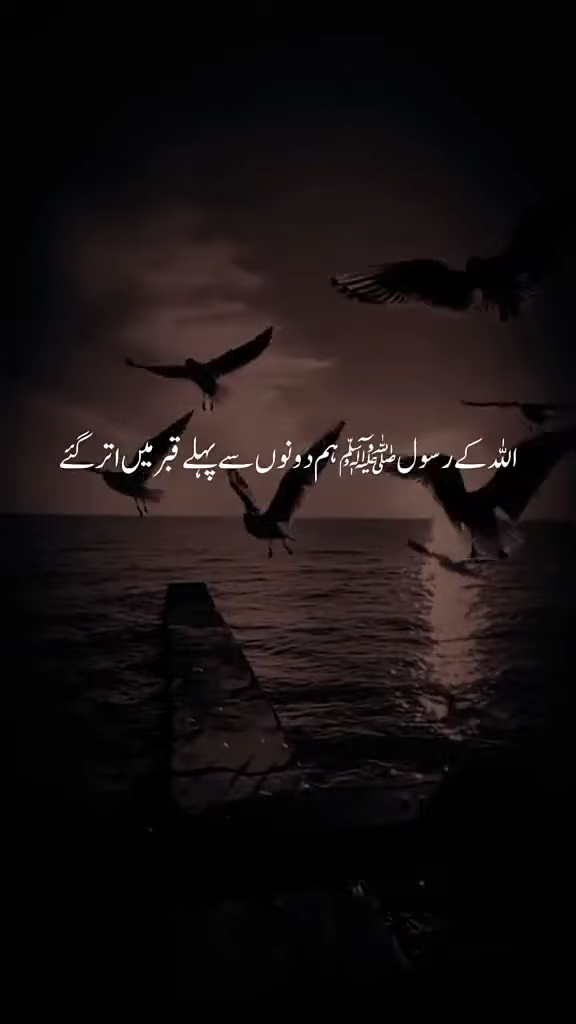 اللہ کے رسول ﷺ ہم دونوں سے پہلے قبر میں اتر گئے